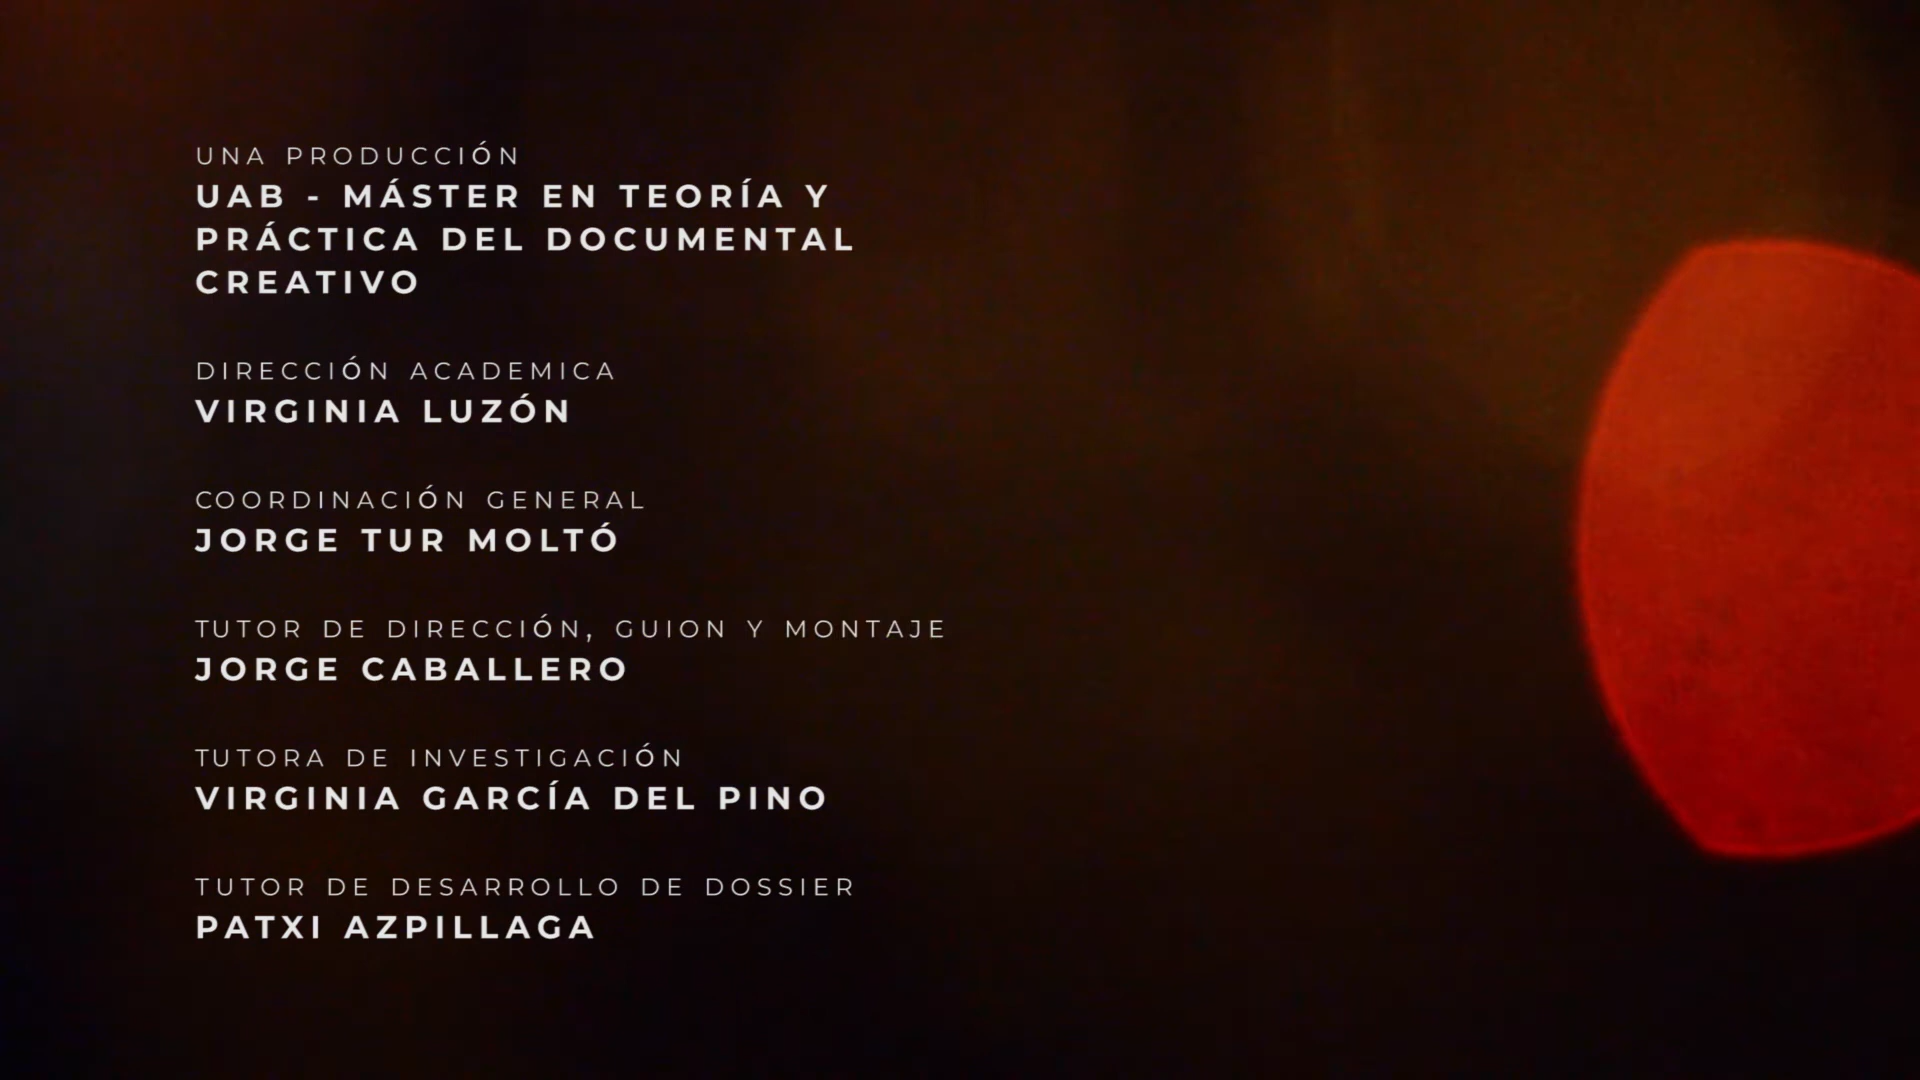 UNA PRODUCCIÓN
UAB - MÁSTER EN TEORÍA Y
PRÁCTICA DEL DOCUMENTAL
CREATIVO
DIRECCIÓN ACADEMICA
VIRGINIA LUZÓN
COORDINACIÓN GENERAL
JORGE TUR MOLTÓ
TUTOR DE DIRECCIÓN, GUION Y MONTAJE
JORGE CABALLERO
TUTORA DE INVESTIGACIÓN
VIRGINIA GARCÍA DEL PINO
TUTOR DE DESARROLLO DE DOSSIER
PATXI AZPILLAGA